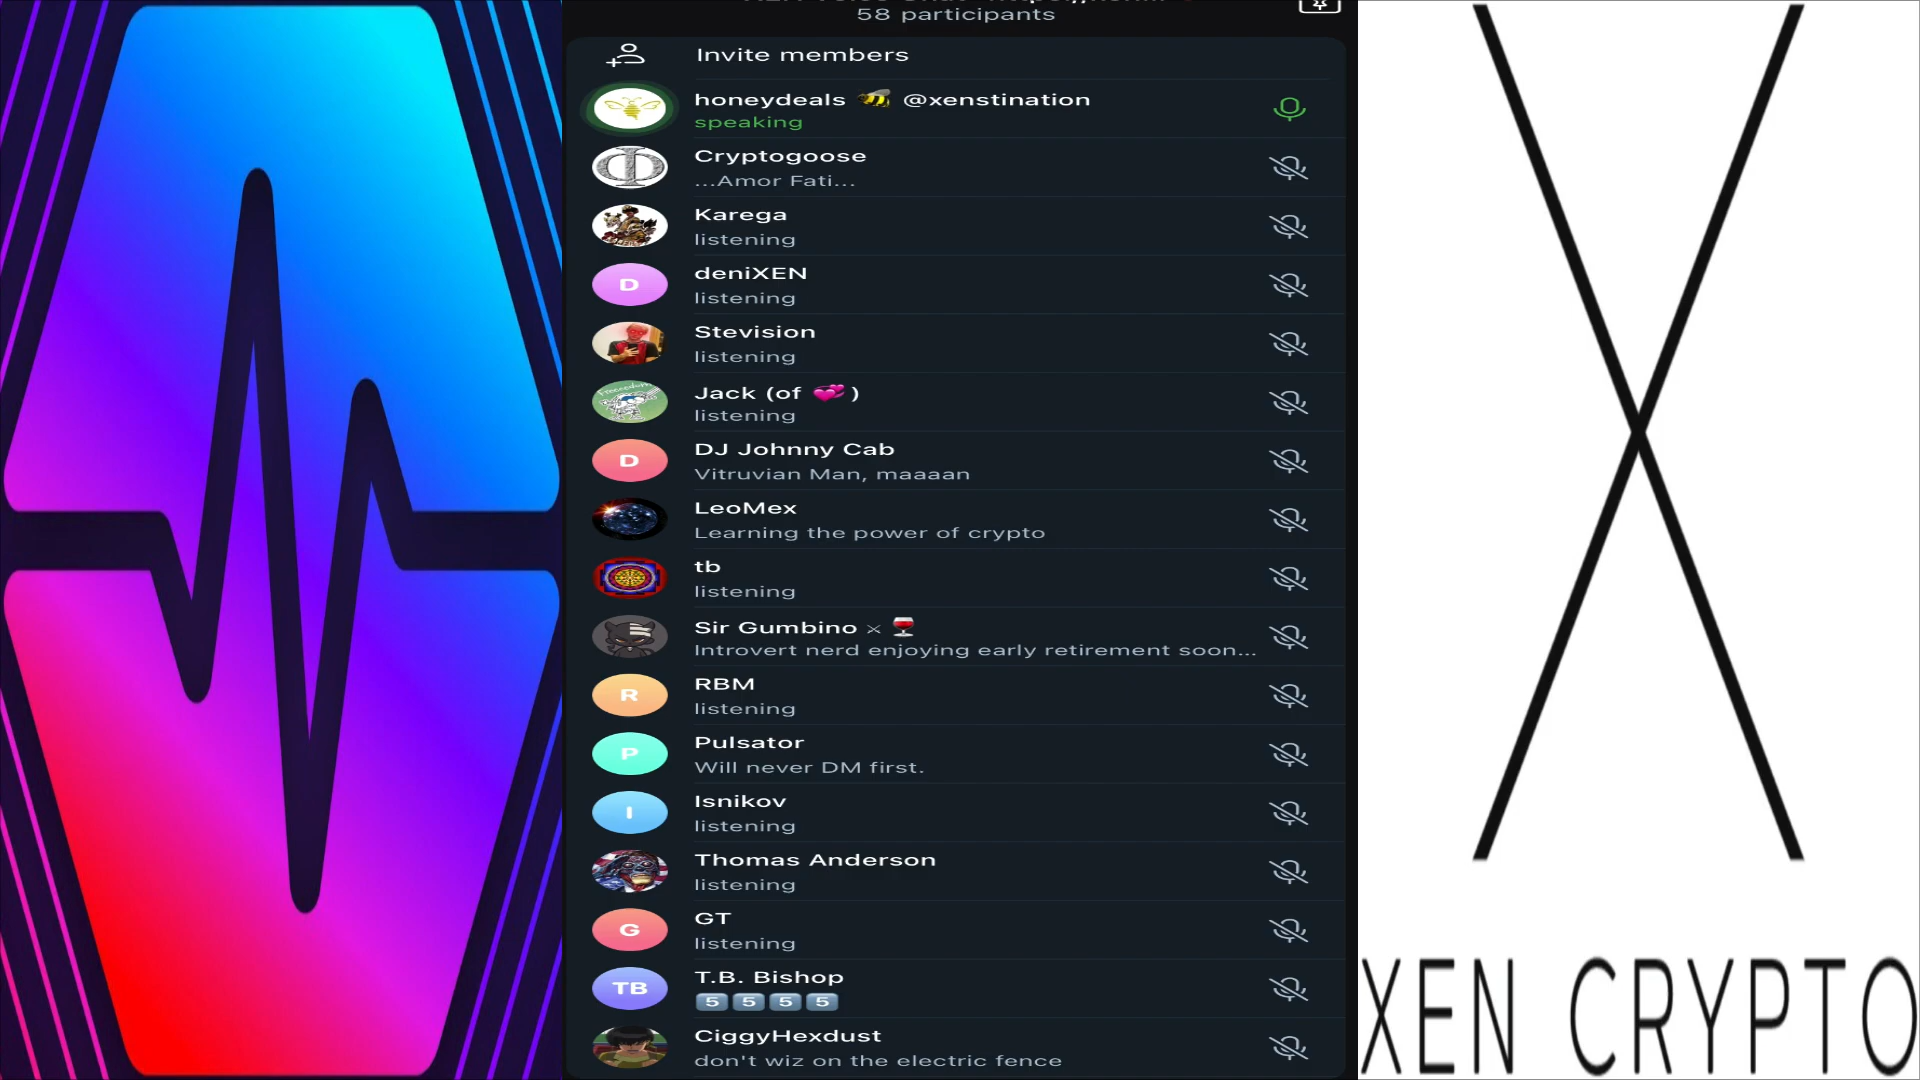 58 participants
Invite members
honeydeals 🐝 @xenstination
speaking
Cryptogoose
...Amor Fati...
Karega
listening
D
deniXEN
listening
Stevision
listening
Jack (of 💞)
listening
D
DJ Johnny Cab
Vitruvian Man, maaaan
LeoMex
Learning the power of crypto
tb
listening
Sir Gumbino × 🍷
Introvert nerd enjoying early retirement soon...
R
RBM
listening
P
Pulsator
Will never DM first.
I
Isnikov
listening
Thomas Anderson
listening
G
GT
listening
TB
T.B. Bishop
5 5 5 5
CiggyHexdust
don't wiz on the electric fence
XEN CRYPTO